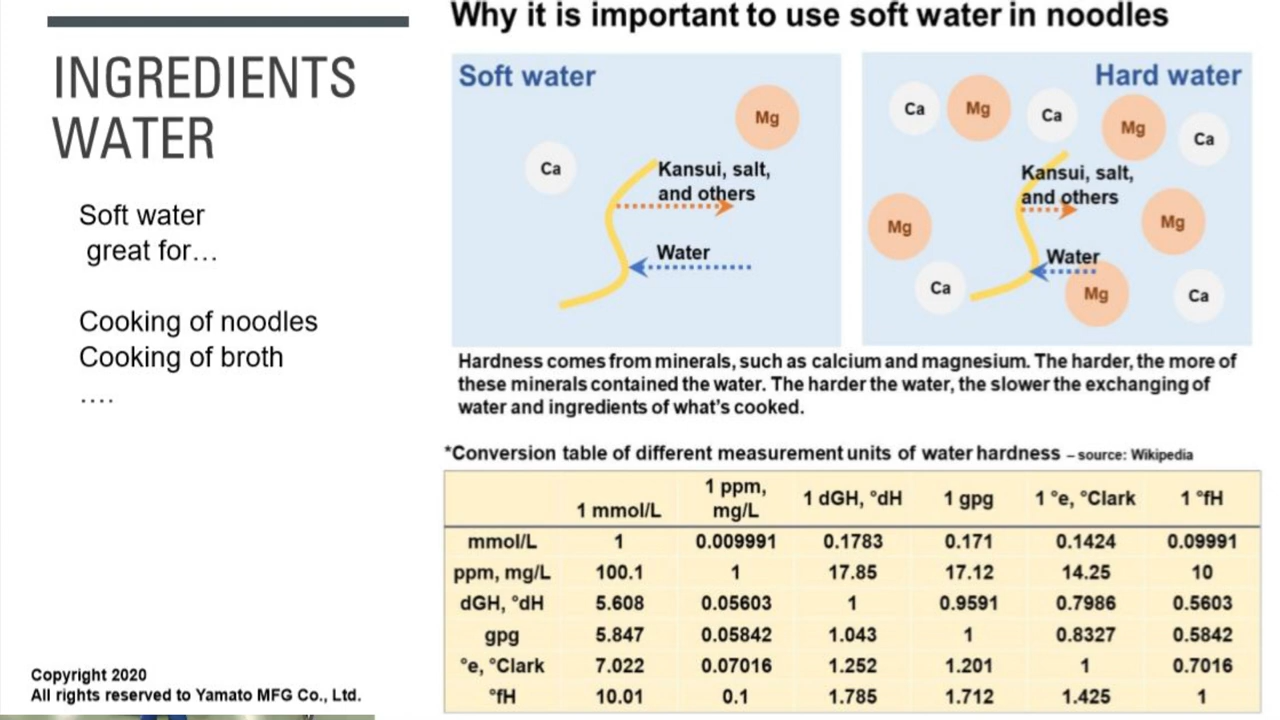 INGREDIENTS
WATER
Soft water
great for…
Cooking of noodles
Cooking of broth
….
Copyright 2020
All rights reserved to Yamato MFG Co., Ltd.
Why it is important to use soft water in noodles
Soft water
Mg
Ca
Kansui, salt,
and others
Water
Hard water
Ca
Mg
Ca
Mg
Ca
Kansui, salt,
and others
Mg
Mg
Water
Ca
Mg
Ca
Hardness comes from minerals, such as calcium and magnesium. The harder, the more of
these minerals contained the water. The harder the water, the slower the exchanging of
water and ingredients of what's cooked.
*Conversion table of different measurement units of water hardness – source: Wikipedia
1 mmol/L 1 ppm, mg/L 1 dGH, °dH 1 gpg 1 °e, °Clark 1 °fH
mmol/L 1 0.009991 0.1783 0.171 0.1424 0.09991
ppm, mg/L 100.1 1 17.85 17.12 14.25 10
dGH, °dH 5.608 0.05603 1 0.9591 0.7986 0.5603
gpg 5.847 0.05842 1.043 1 0.8327 0.5842
°e, °Clark 7.022 0.07016 1.252 1.201 1 0.7016
°fH 10.01 0.1 1.785 1.712 1.425 1